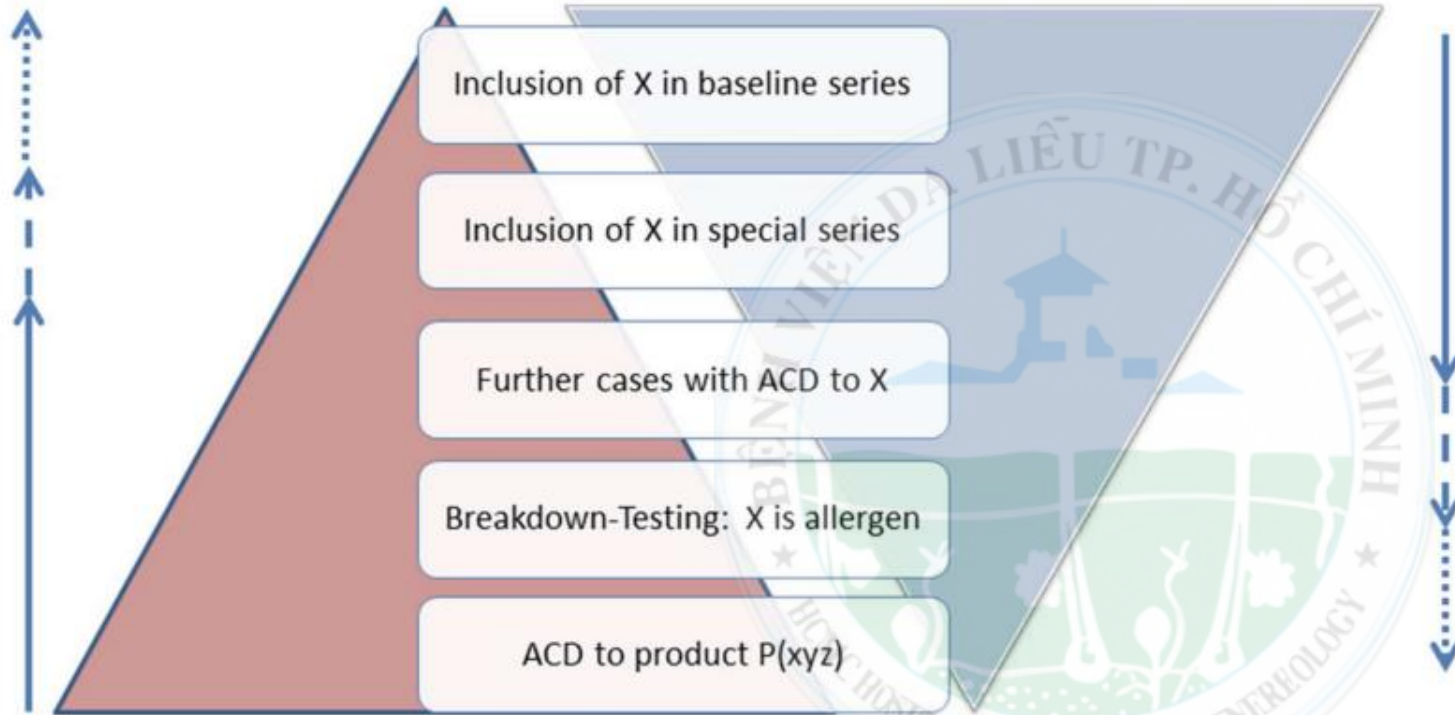 Inclusion of X in baseline series
Inclusion of X in special series
Further cases with ACD to X
Breakdown-Testing: X is allergen
ACD to product P(xyz)
BỆNH VIỆN DA LIỄU TP. HỒ CHÍ MINH